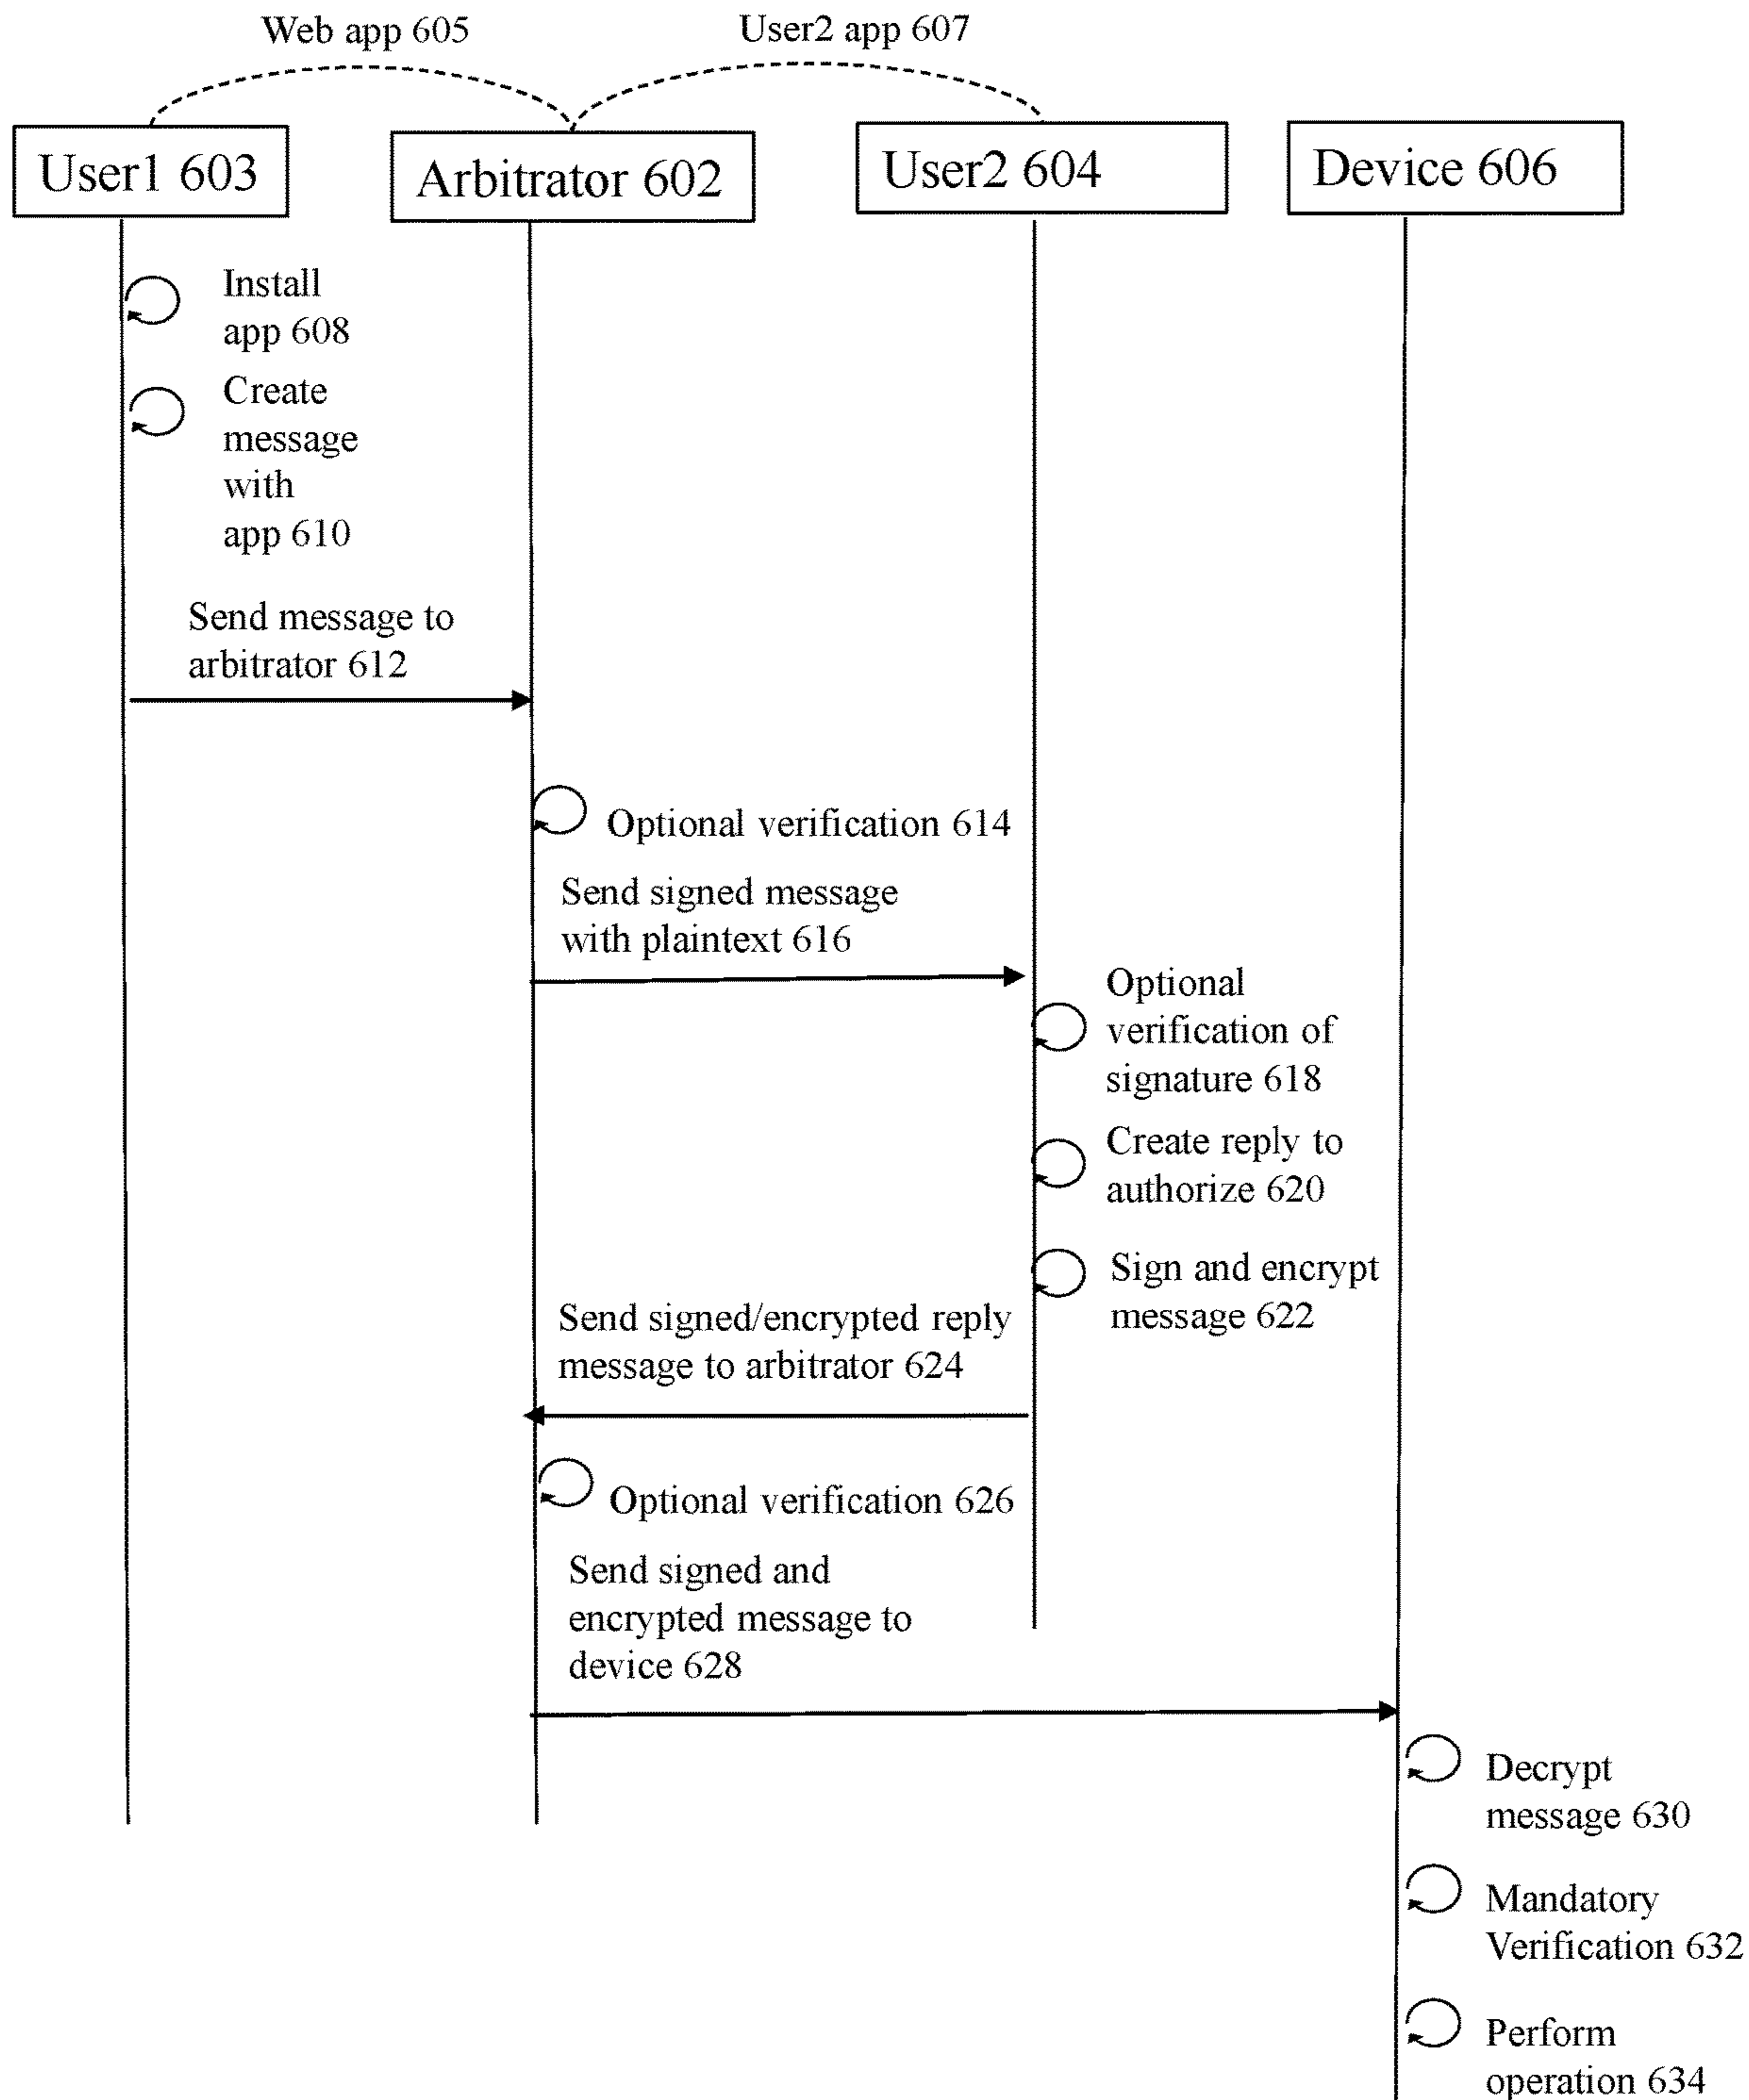 Web app 605
User2 app 607
User1 603
Arbitrator 602
User2 604
Device 606
Install
app 608
Create
message
with
app 610
Send message to
arbitrator 612
Optional verification 614
Send signed message
with plaintext 616
Optional
verification of
signature 618
Create reply to
authorize 620
Sign and encrypt
message 622
Send signed/encrypted reply
message to arbitrator 624
Optional verification 626
Send signed and
encrypted message to
device 628
Decrypt
message 630
Mandatory
Verification 632
Perform
operation 634